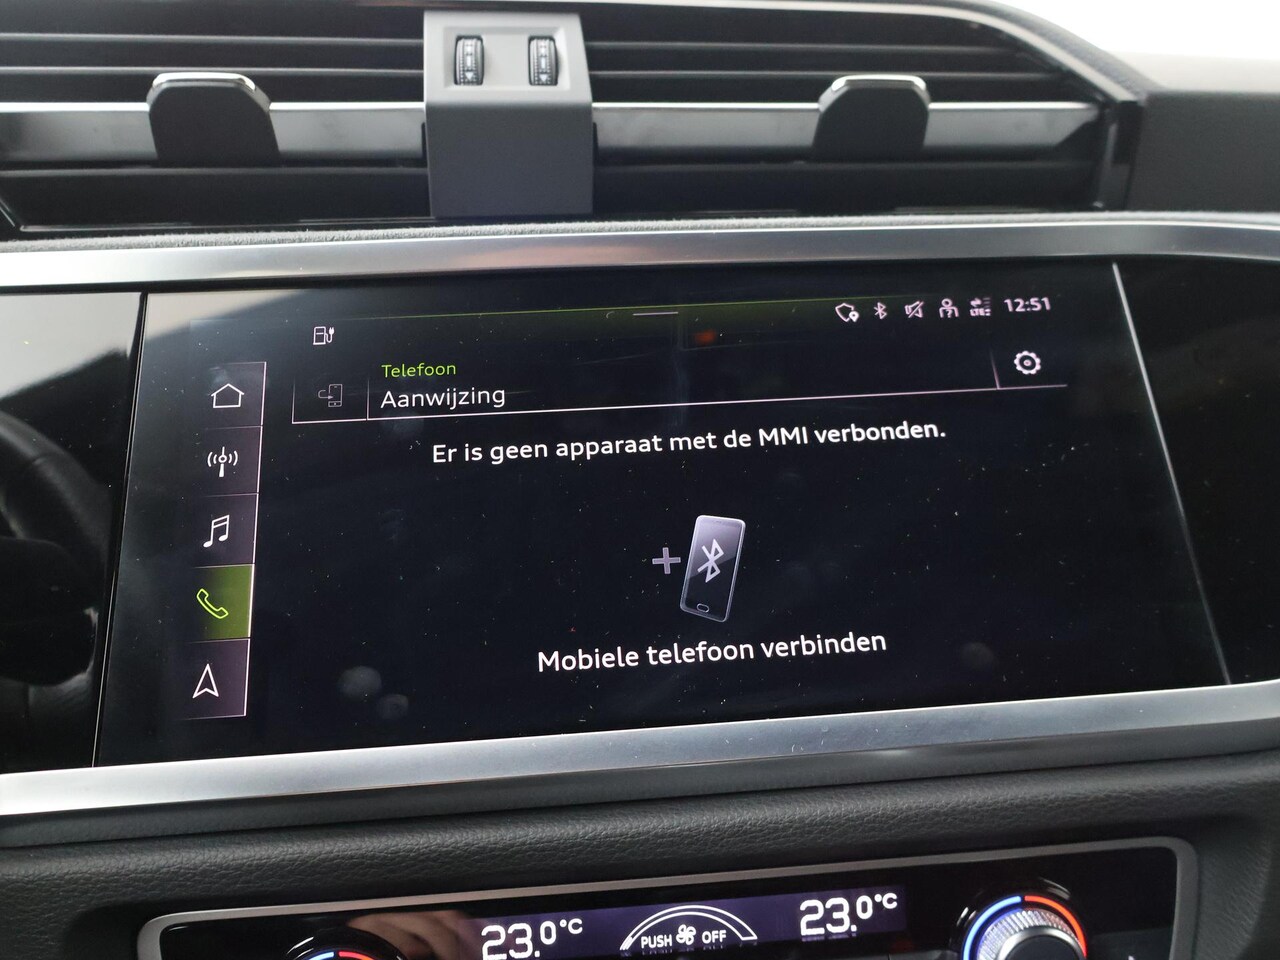 12:51
Telefoon
Aanwijzing
Er is geen apparaat met de MMI verbonden.
Mobiele telefoon verbinden
23.0°C
PUSH OFF
23.0°C